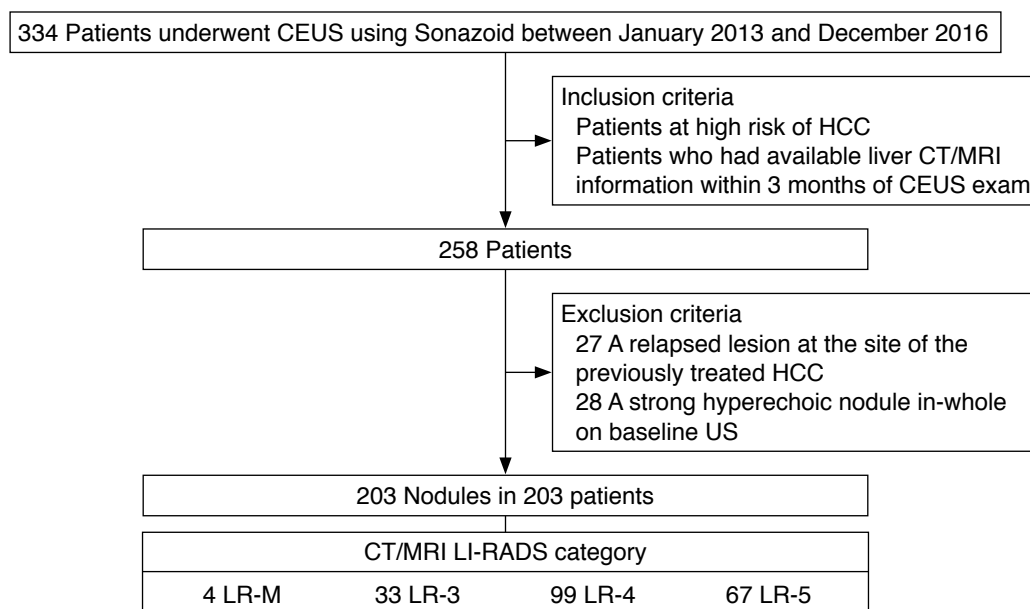 334 Patients underwent CEUS using Sonazoid between January 2013 and December 2016
Inclusion criteria
Patients at high risk of HCC
Patients who had available liver CT/MRI
information within 3 months of CEUS exam
258 Patients
Exclusion criteria
27 A relapsed lesion at the site of the
previously treated HCC
28 A strong hyperechoic nodule in-whole
on baseline US
203 Nodules in 203 patients
CT/MRI LI-RADS category
4 LR-M 33 LR-3 99 LR-4 67 LR-5